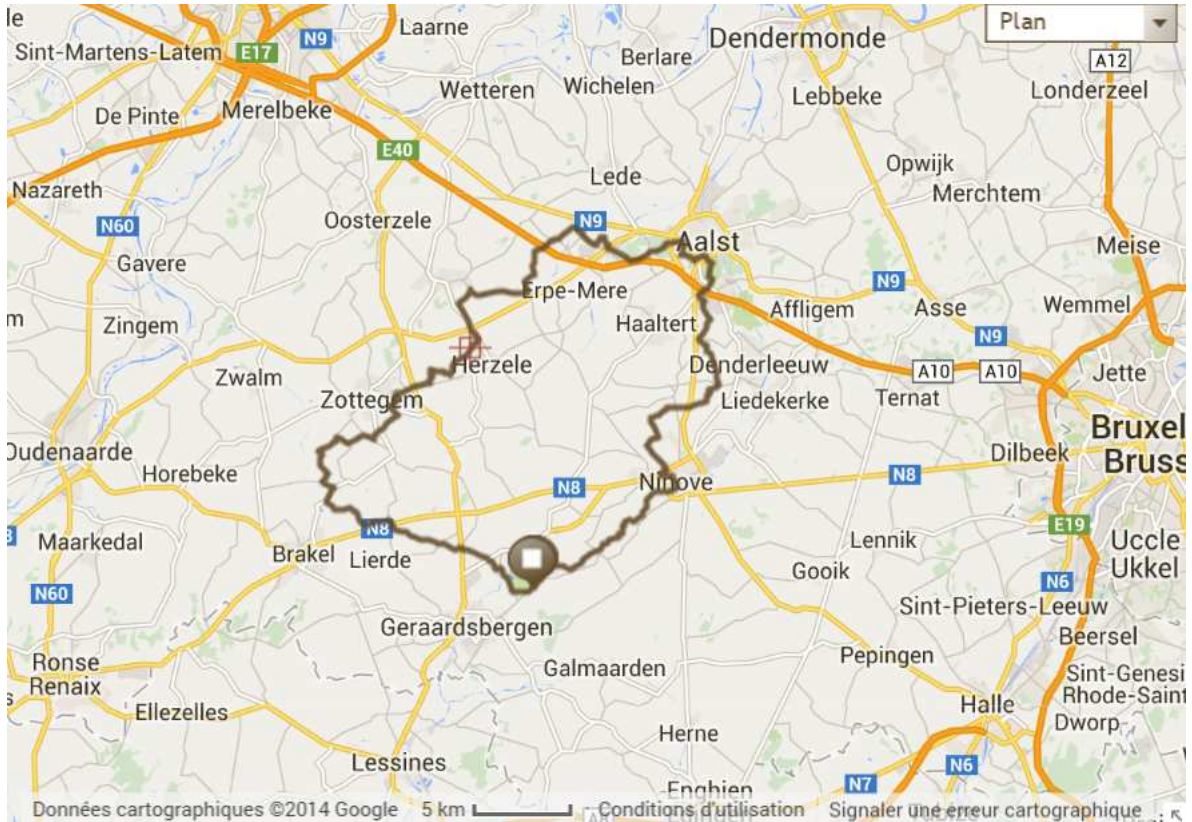 de
Sint-Martens-Latem
E17
N9
Laarne
Berlare
Dendermonde
Plan
A12
Londerzeel
Wetteren
Wichelen
Lebbeke
De Pinte
Merelbeke
E40
Opwijk
Merchtem
Nazareth
Lede
N60
Oosterzele
N9
Aalst
Meise
Gavere
Erpe-Mere
Affligem
N9
Asse
Wemmel
m
Zingem
Haaltert
N9
Herzele
Denderleeuw
A10
A10
Jette
Zwalm
Zottegem
Liedekerke
Ternat
Bruxel
Bruss
Oudenaarde
Horebeke
Dilbeek
N8
Ninove
N8
N8
E19
Maarkedal
Brakel
Lierde
Lennik
Uccle
Ukkel
Gooik
N60
N6
Sint-Pieters-Leeuw
Geraardsbergen
Beersel
Ronse
Renaix
Galmaarden
Pepingen
Sint-Genesi
Rhode-Saint
Halle
Dworp
Ellezelles
Herne
Lessines
N7
N6
Enghien
Données cartographiques ©2014 Google
5 km
Conditions d'utilisation
Signaler une erreur cartographique